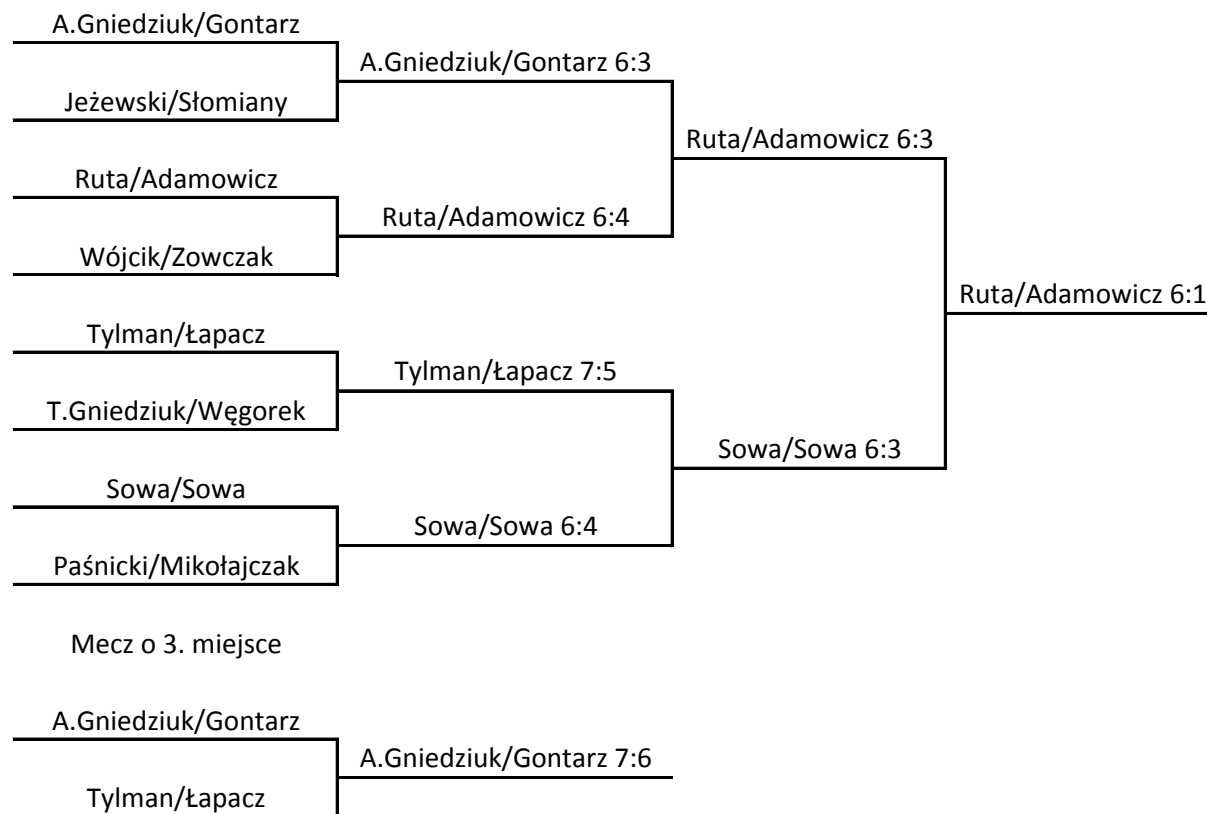 A.Gniedziuk/Gontarz
A.Gniedziuk/Gontarz 6:3
Jeżewski/Słomiany
Ruta/Adamowicz 6:3
Ruta/Adamowicz
Ruta/Adamowicz 6:4
Wójcik/Zowczak
Ruta/Adamowicz 6:1
Tylman/Łapacz
Tylman/Łapacz 7:5
T.Gniedziuk/Węgorek
Sowa/Sowa 6:3
Sowa/Sowa
Sowa/Sowa 6:4
Paśnicki/Mikołajczak
Mecz o 3. miejsce
A.Gniedziuk/Gontarz
A.Gniedziuk/Gontarz 7:6
Tylman/Łapacz